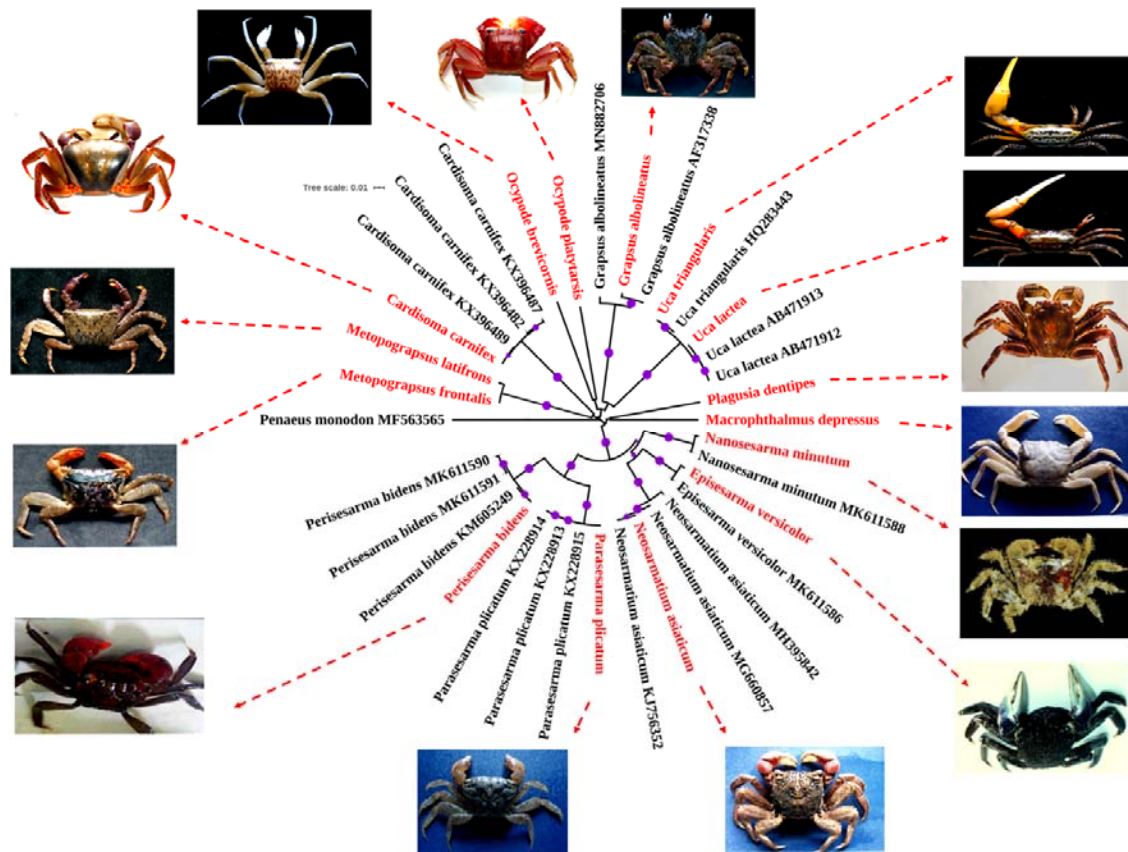 Tree scale: 0.01
Cardisoma carnifex KX396489
Cardisoma carnifex KX396482
Cardisoma carnifex KX396487
Ocypode brevicornis
Ocypode platytarsis
Grapsus albolineatus MN882706
Grapsus albolineatus
Grapsus albolineatus AF317338
Uca triangularis
Uca triangularis HQ283443
Uca lactea
Uca lactea AB471913
Uca lactea AB471912
Plagusia dentipes
Macrophthalmus depressus
Nanosesarma minutum
Nanosesarma minutum MK611588
Episesarma versicolor
Episesarma versicolor MK611586
Neosarmatium asiaticum MH395842
Neosarmatium asiaticum MG660857
Neosarmatium asiaticum
Neosarmatium asiaticum KJ756352
Parasesarma plicatum
Parasesarma plicatum KX228915
Parasesarma plicatum KX228913
Parasesarma plicatum KX228914
Perisesarma bidens
Perisesarma bidens KM605249
Perisesarma bidens MK611591
Perisesarma bidens MK611590
Penaeus monodon MF563565
Metopograpsus frontalis
Metopograpsus latifrons
Cardisoma carnifex